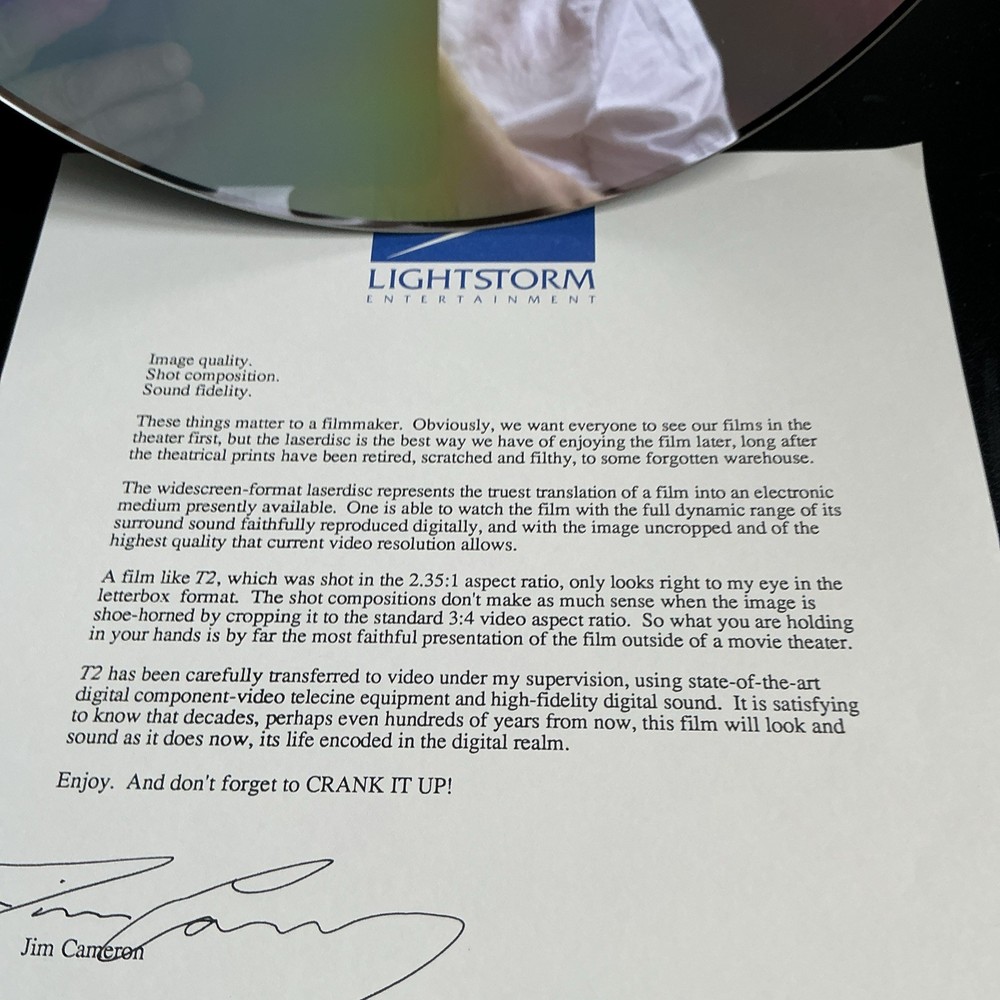 LIGHTSTORM
ENTERTAINMENT
Image quality.
Shot composition.
Sound fidelity.
These things matter to a filmmaker. Obviously, we want everyone to see our films in the
theater first, but the laserdisc is the best way we have of enjoying the film later, long after
the theatrical prints have been retired, scratched and filthy, to some forgotten warehouse.
The widescreen-format laserdisc represents the truest translation of a film into an electronic
medium presently available. One is able to watch the film with the full dynamic range of its
surround sound faithfully reproduced digitally, and with the image uncropped and of the
highest quality that current video resolution allows.
A film like T2, which was shot in the 2.35:1 aspect ratio, only looks right to my eye in the
letterbox format. The shot compositions don't make as much sense when the image is
shoe-horned by cropping it to the standard 3:4 video aspect ratio. So what you are holding
in your hands is by far the most faithful presentation of the film outside of a movie theater.
T2 has been carefully transferred to video under my supervision, using state-of-the-art
digital component-video telecine equipment and high-fidelity digital sound. It is satisfying
to know that decades, perhaps even hundreds of years from now, this film will look and
sound as it does now, its life encoded in the digital realm.
Enjoy. And don't forget to CRANK IT UP!
Jim Cameron